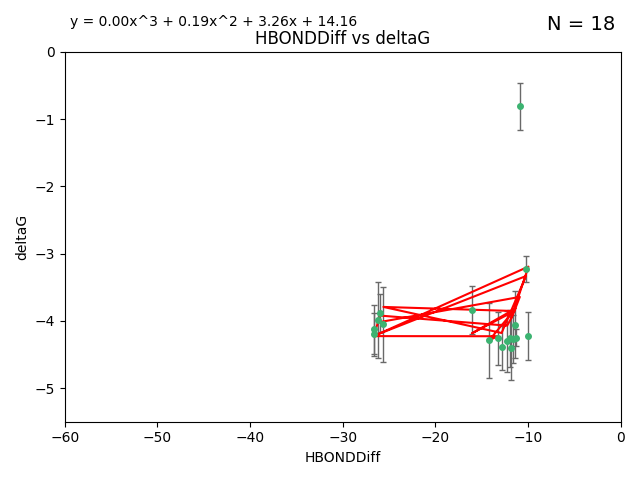 y = 0.00x^3 + 0.19x^2 + 3.26x + 14.16
N = 18
HBONDDiff vs deltaG
0
−1
−2
−3
−4
−5
deltaG
−60
−50
−40
−30
−20
−10
0
HBONDDiff